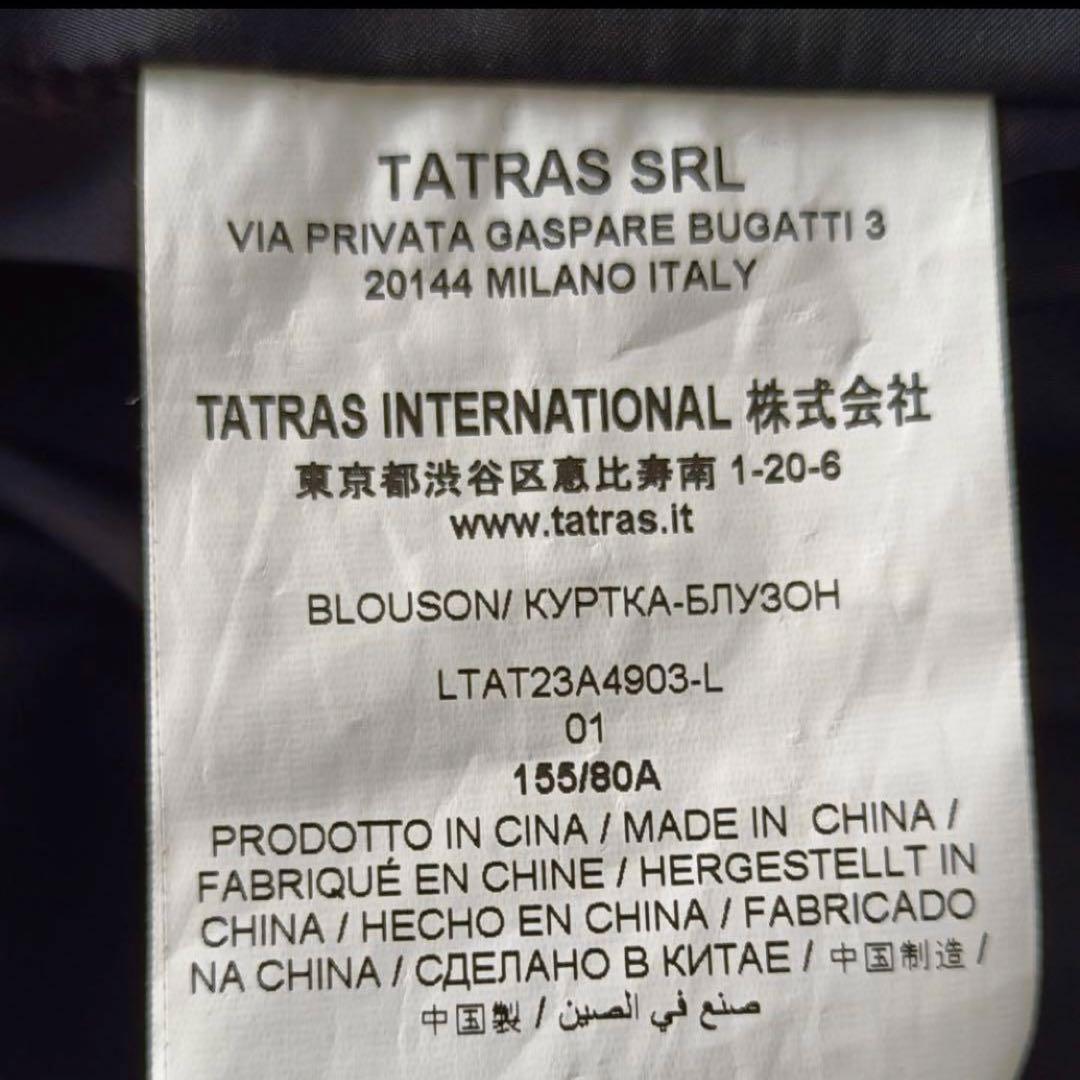 TATRAS SRL
VIA PRIVATA GASPARE BUGATTI 3
20144 MILANO ITALY
TATRAS INTERNATIONAL 株式会社
東京都渋谷区恵比寿南 1-20-6
www.tatras.it
BLOUSON/ КУРТКА-БЛУЗОН
LTAT23A4903-L
01
155/80A
PRODOTTO IN CINA / MADE IN CHINA /
FABRIQUÉ EN CHINE / HERGESTELLT IN
CHINA / HECHO EN CHINA / FABRICADO
NA CHINA / СДЕЛАНО В КИТАЕ / 中国制造 /
中国製 / صنع في الصين